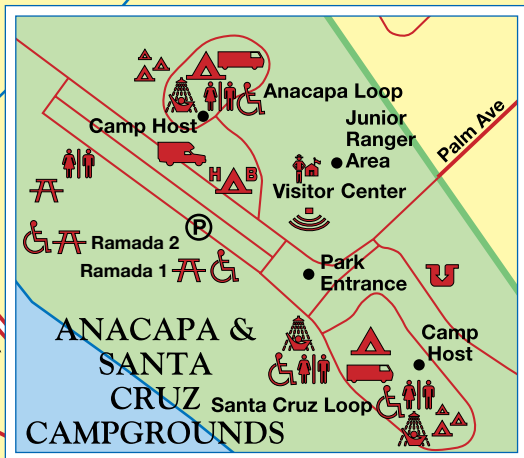 Anacapa Loop
Camp Host
Junior
Ranger
Area
Palm Ave
H B
Visitor Center
P
Ramada 2
Ramada 1
Park
Entrance
ANACAPA &
SANTA
CRUZ
CAMPGROUNDS
Camp
Host
Santa Cruz Loop